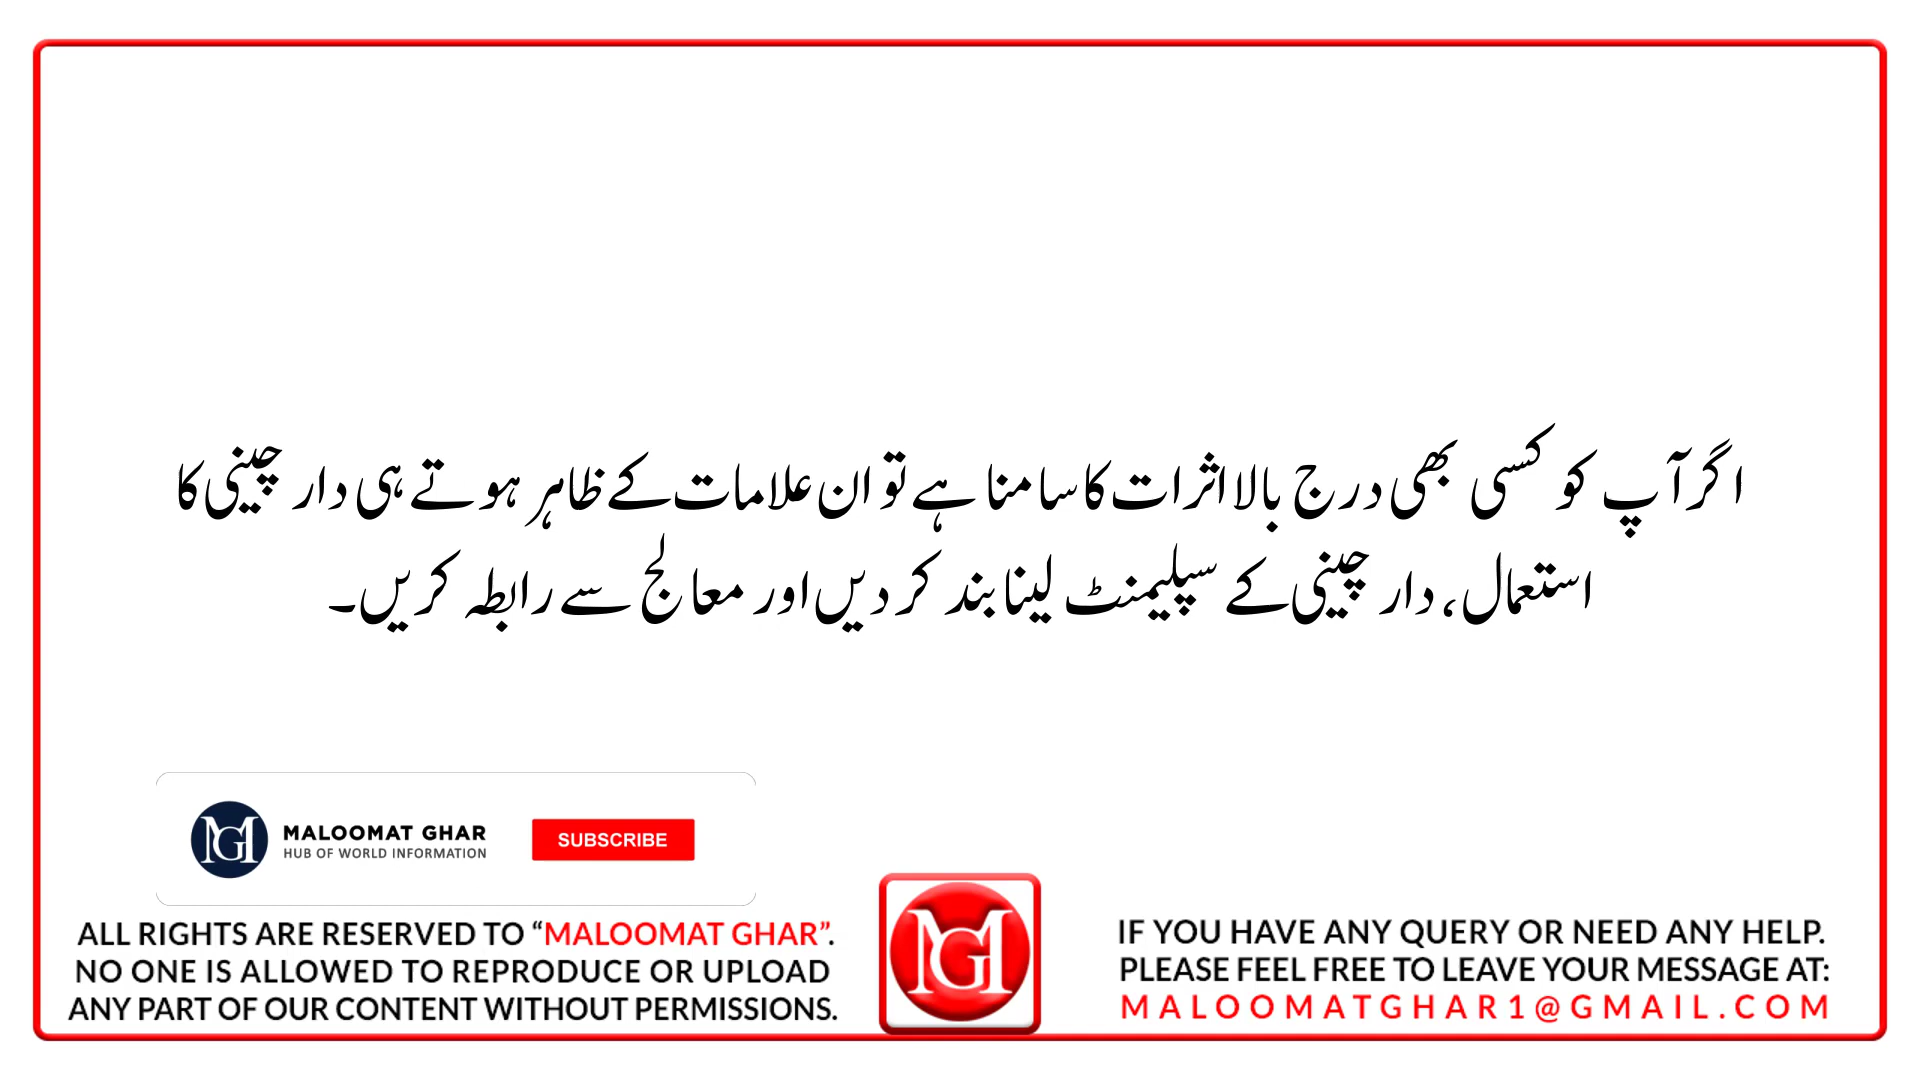 اگر آپ کو کسی بھی درج بالا اثرات کا سامنا ہے تو ان علامات کے ظاہر ہوتے ہی دار چینی کا
استعمال، دار چینی کے سپلیمنٹ لینا بند کر دیں اور معالج سے رابطہ کریں۔
MG
MALOOMAT GHAR
HUB OF WORLD INFORMATION
SUBSCRIBE
ALL RIGHTS ARE RESERVED TO “MALOOMAT GHAR”.
NO ONE IS ALLOWED TO REPRODUCE OR UPLOAD
ANY PART OF OUR CONTENT WITHOUT PERMISSIONS.
MG
IF YOU HAVE ANY QUERY OR NEED ANY HELP.
PLEASE FEEL FREE TO LEAVE YOUR MESSAGE AT:
MALOOMATGHAR1@GMAIL.COM